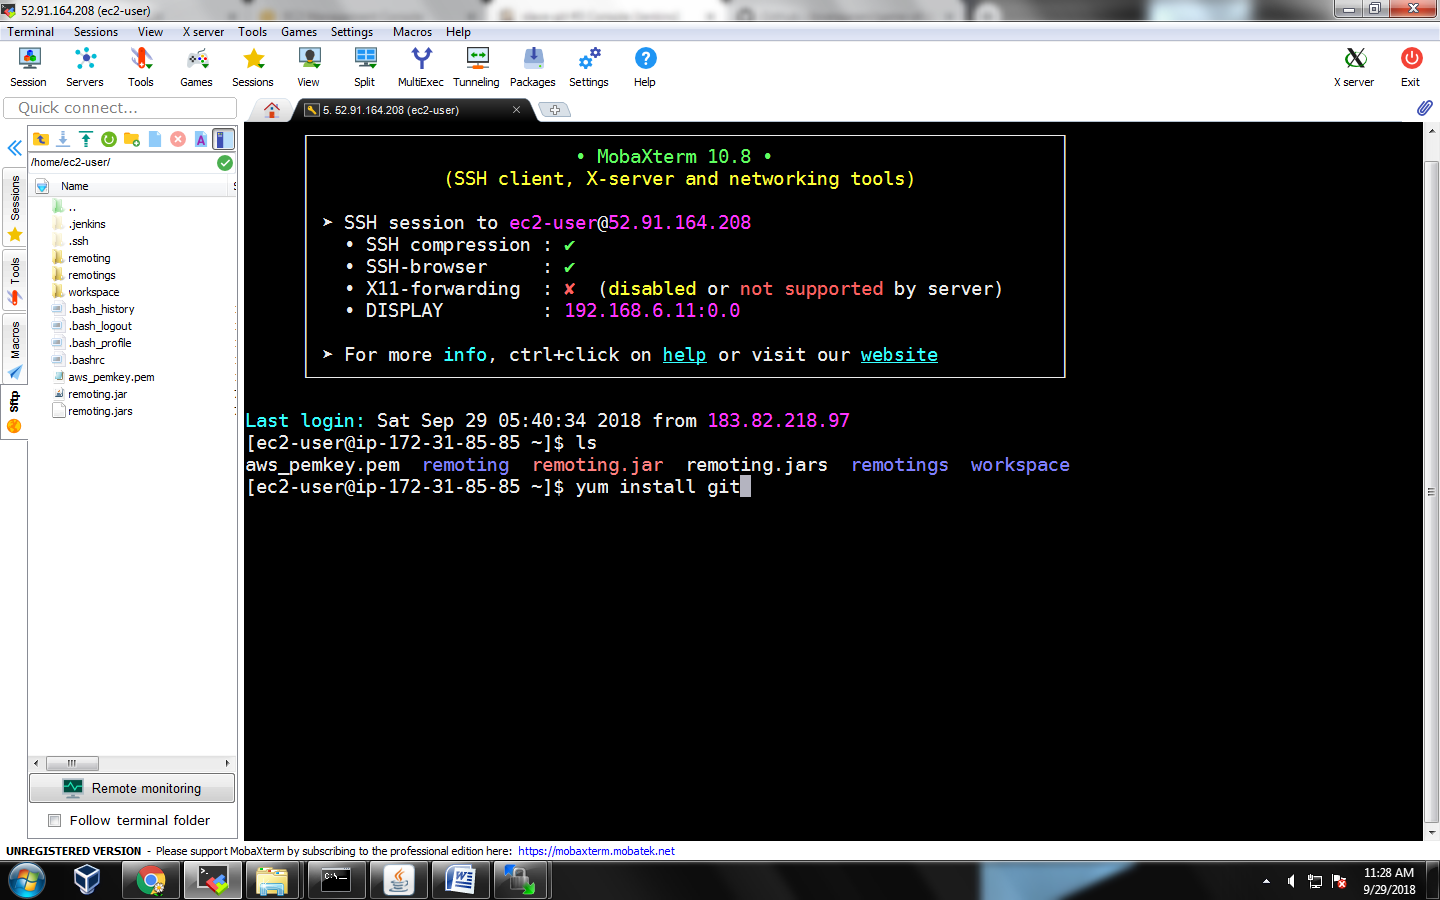 52.91.164.208 (ec2-user)
Terminal Sessions View X server Tools Games Settings Macros Help
Session Servers Tools Games Sessions View Split MultiExec Tunneling Packages Settings Help X server Exit
Quick connect...
5. 52.91.164.208 (ec2-user)
/home/ec2-user/
Name
..
.jenkins
.ssh
remoting
remotings
workspace
.bash_history
.bash_logout
.bash_profile
.bashrc
aws_pemkey.pem
remoting.jar
remoting.jars
Sessions
Tools
Macros
Sftp
Remote monitoring
Follow terminal folder
• MobaXterm 10.8 •
(SSH client, X-server and networking tools)
➤ SSH session to ec2-user@52.91.164.208
• SSH compression : ✔
• SSH-browser : ✔
• X11-forwarding : ✘ (disabled or not supported by server)
• DISPLAY : 192.168.6.11:0.0
➤ For more info, ctrl+click on help or visit our website
Last login: Sat Sep 29 05:40:34 2018 from 183.82.218.97
[ec2-user@ip-172-31-85-85 ~]$ ls
aws_pemkey.pem remoting remoting.jar remoting.jars remotings workspace
[ec2-user@ip-172-31-85-85 ~]$ yum install git
UNREGISTERED VERSION - Please support MobaXterm by subscribing to the professional edition here: https://mobaxterm.mobatek.net
11:28 AM
9/29/2018